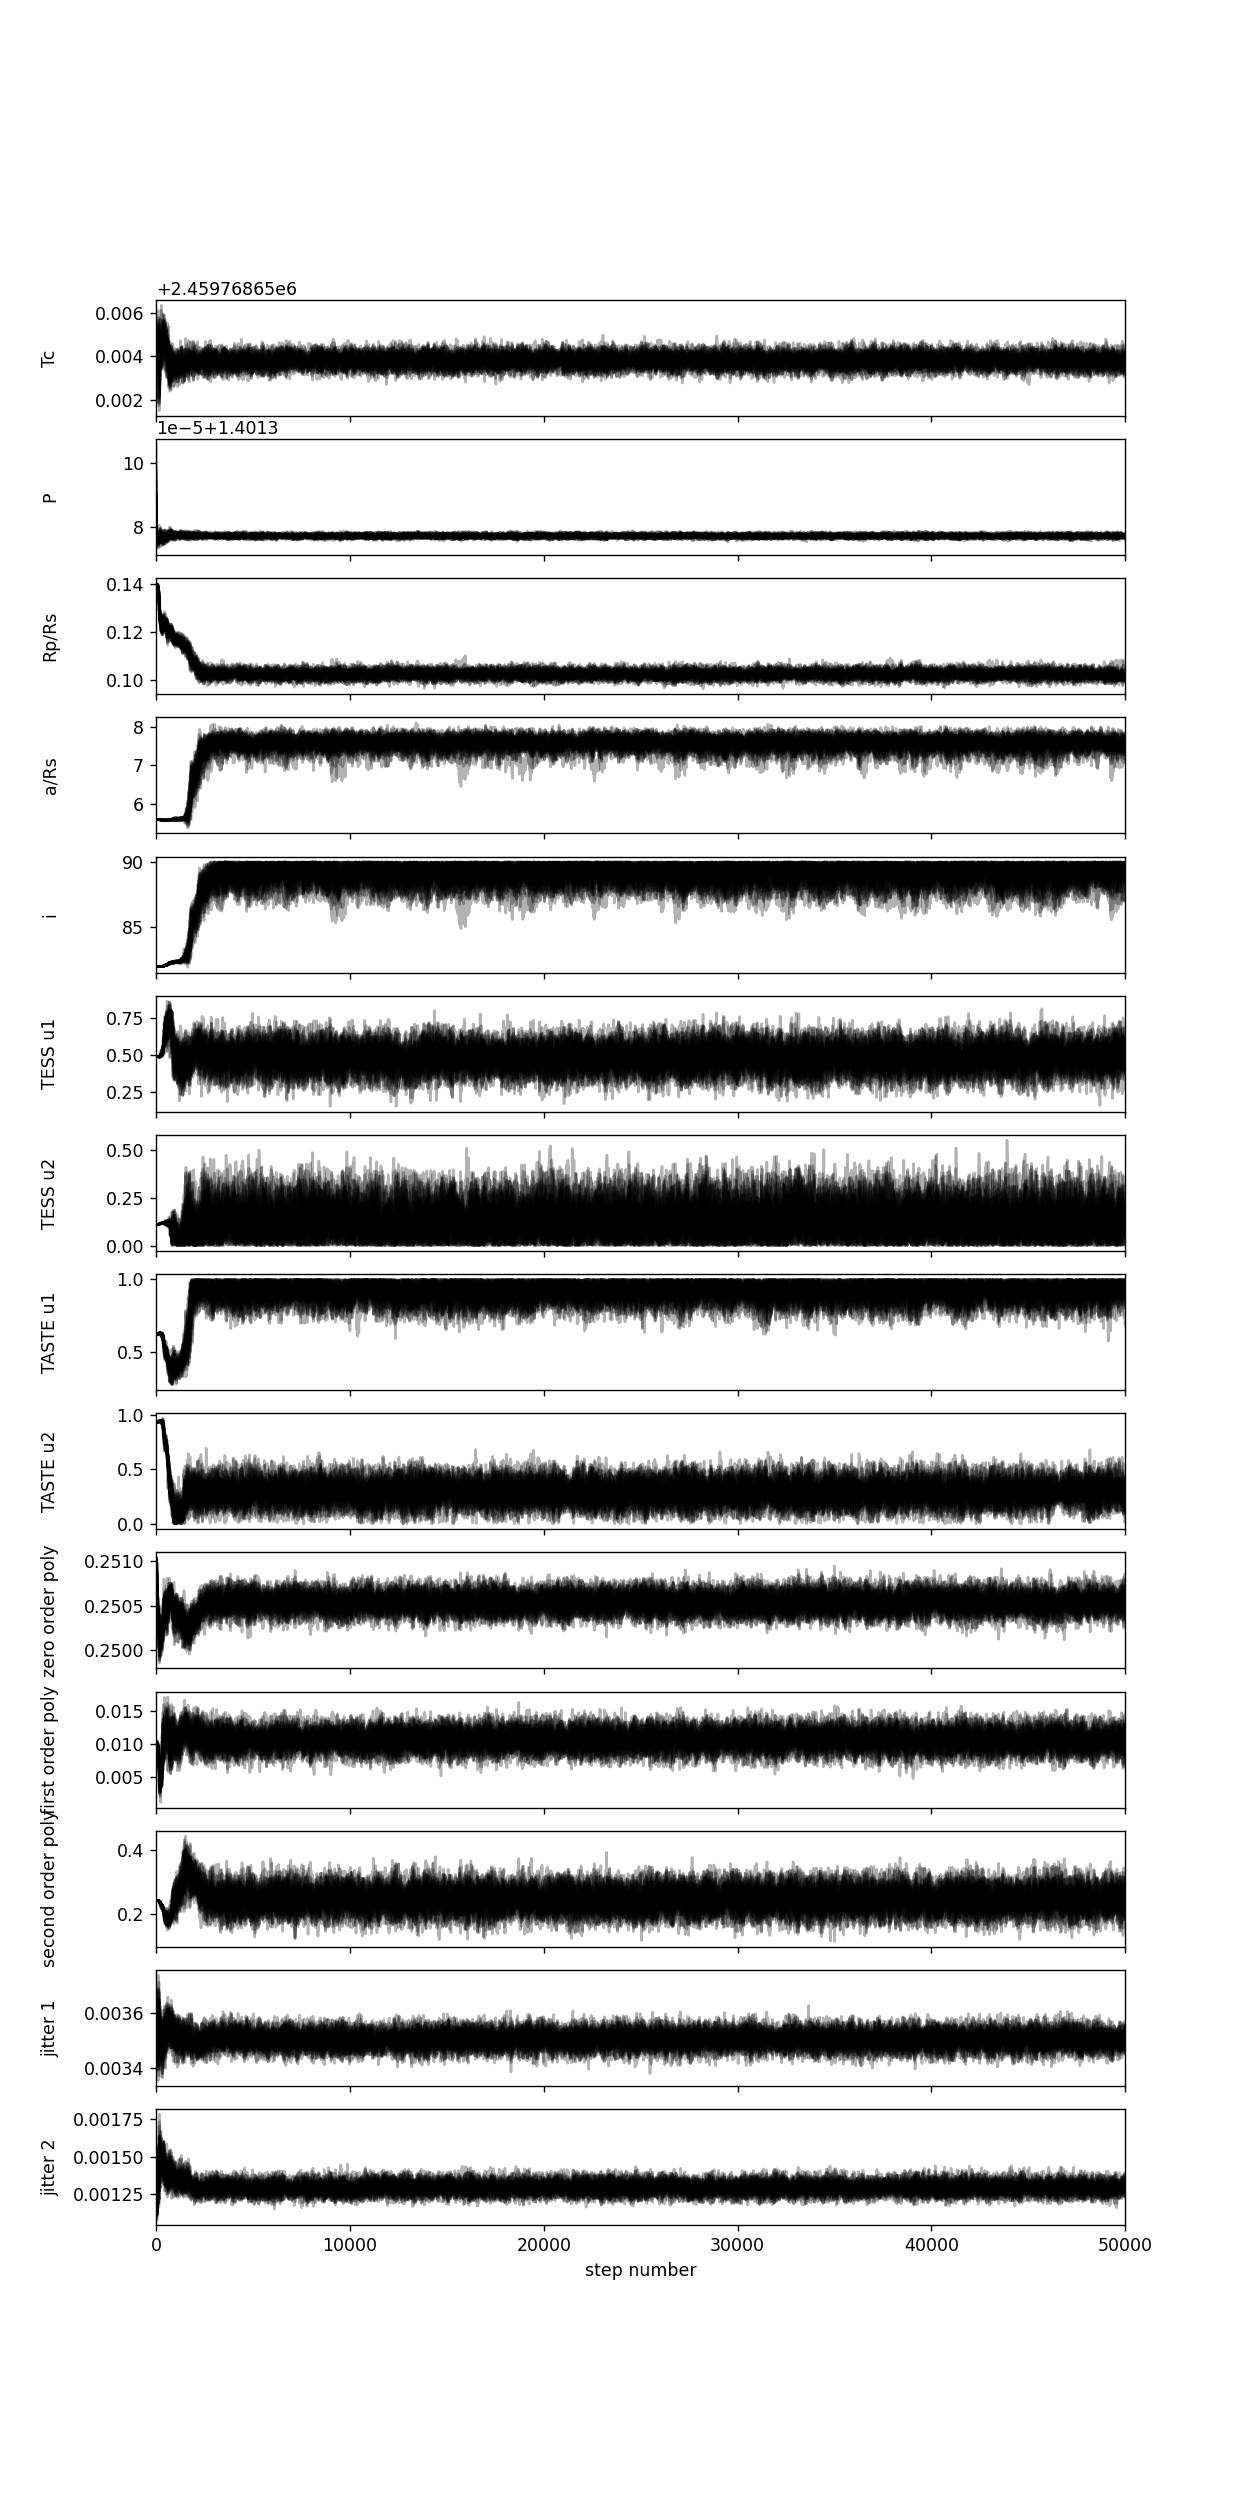 +2.45976865e6
0.006
0.004
0.002
Tc
1e−5+1.4013
10
8
P
0.14
0.12
0.10
Rp/Rs
8
7
6
a/Rs
90
85
i
0.75
0.50
0.25
TESS u1
0.50
0.25
0.00
TESS u2
1.0
0.5
TASTE u1
1.0
0.5
0.0
TASTE u2
0.2510
0.2505
0.2500
zero order poly
0.015
0.010
0.005
first order poly
0.4
0.2
second order poly
0.0036
0.0034
jitter 1
0.00175
0.00150
0.00125
jitter 2
0 10000 20000 30000 40000 50000
step number